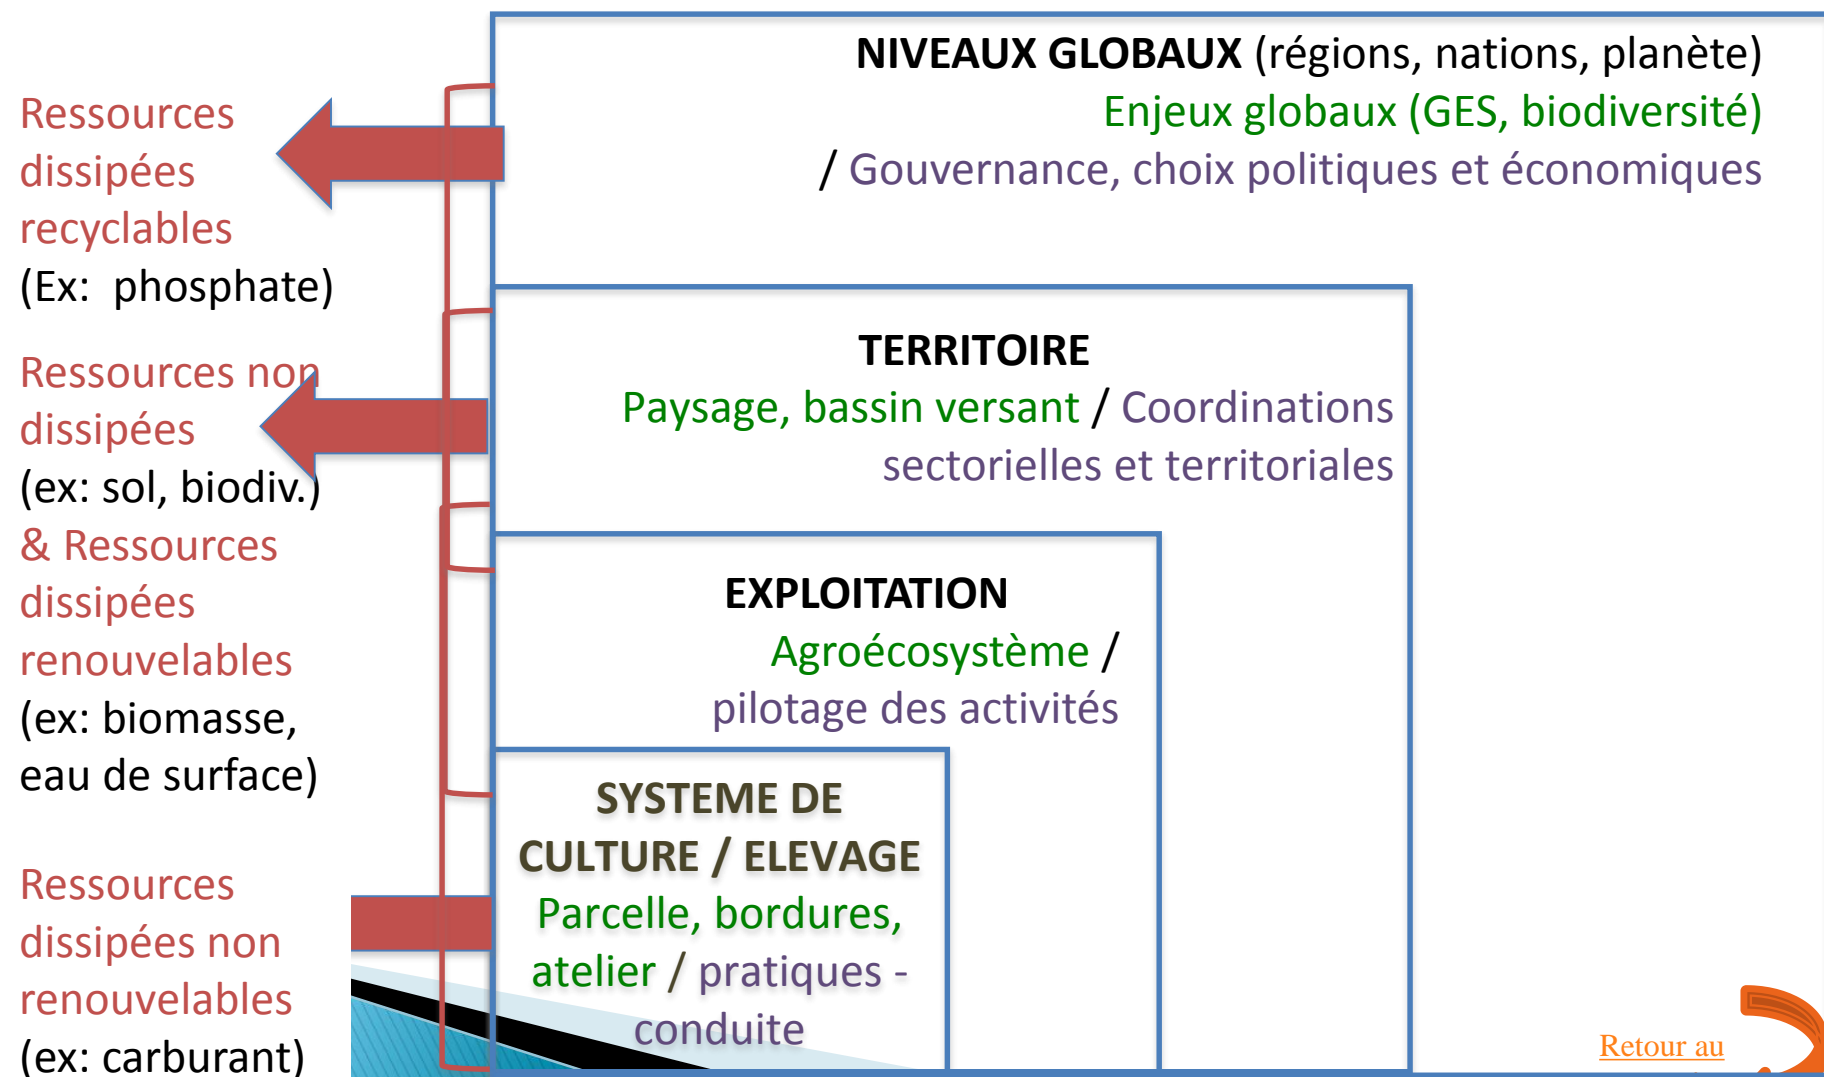 NIVEAUX GLOBAUX (régions, nations, planète)
Enjeux globaux (GES, biodiversité)
/ Gouvernance, choix politiques et économiques
Ressources
dissipées
recyclables
(Ex: phosphate)
TERRITOIRE
Paysage, bassin versant / Coordinations
sectorielles et territoriales
Ressources non
dissipées
(ex: sol, biodiv.)
& Ressources
dissipées
renouvelables
(ex: biomasse,
eau de surface)
EXPLOITATION
Agroécosystème /
pilotage des activités
SYSTEME DE
CULTURE / ELEVAGE
Parcelle, bordures,
atelier / pratiques -
conduite
Ressources
dissipées non
renouvelables
(ex: carburant)
Retour au